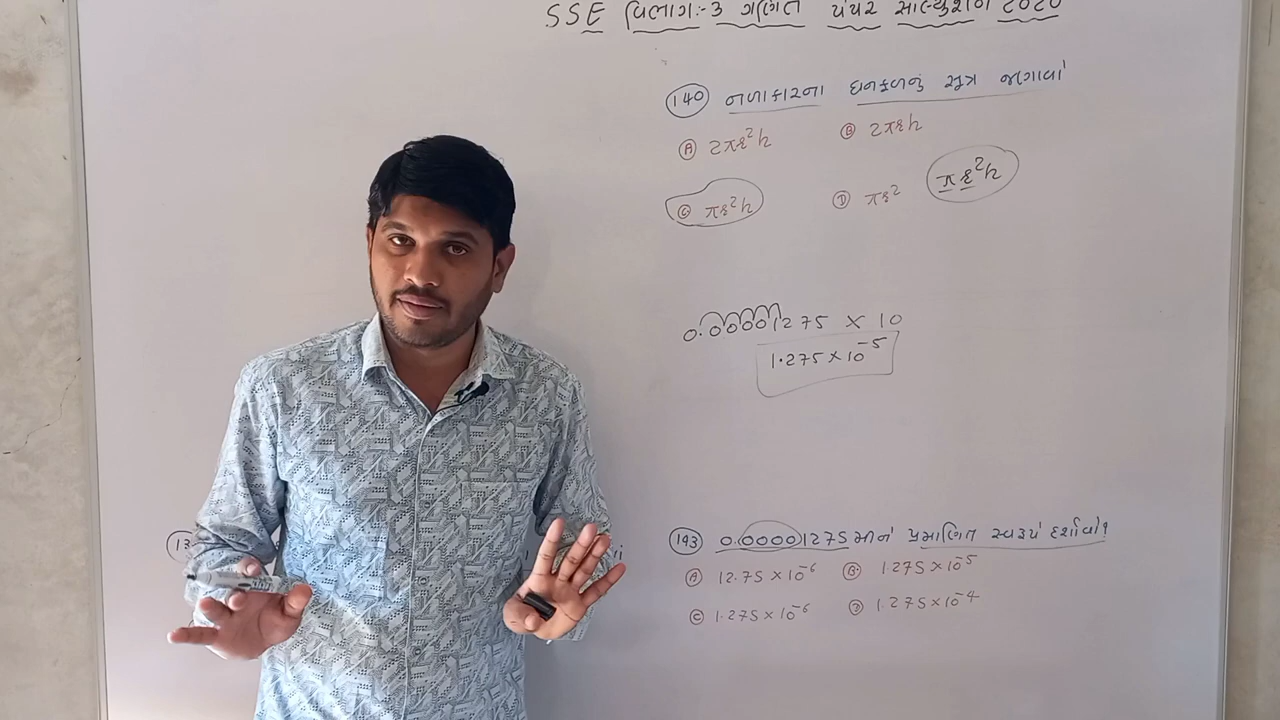 SSE વિભાગ:-૩ ગણિત પેપર સોલ્યુશન ૨૦૨૦
140 નળાકારના ઘનફળનું સૂત્ર જણાવો
A 2πr²h B 2πrh
C πr²h D πr² πr²h
0.00001275 × 10
1.275 × 10⁻⁵
143 0.00001275 માનું પ્રમાણિત સ્વરૂપ દર્શાવો?
A 12.75 × 10⁻⁶ B 1.275 × 10⁻⁵
C 1.275 × 10⁻⁶ D 1.275 × 10⁻⁴